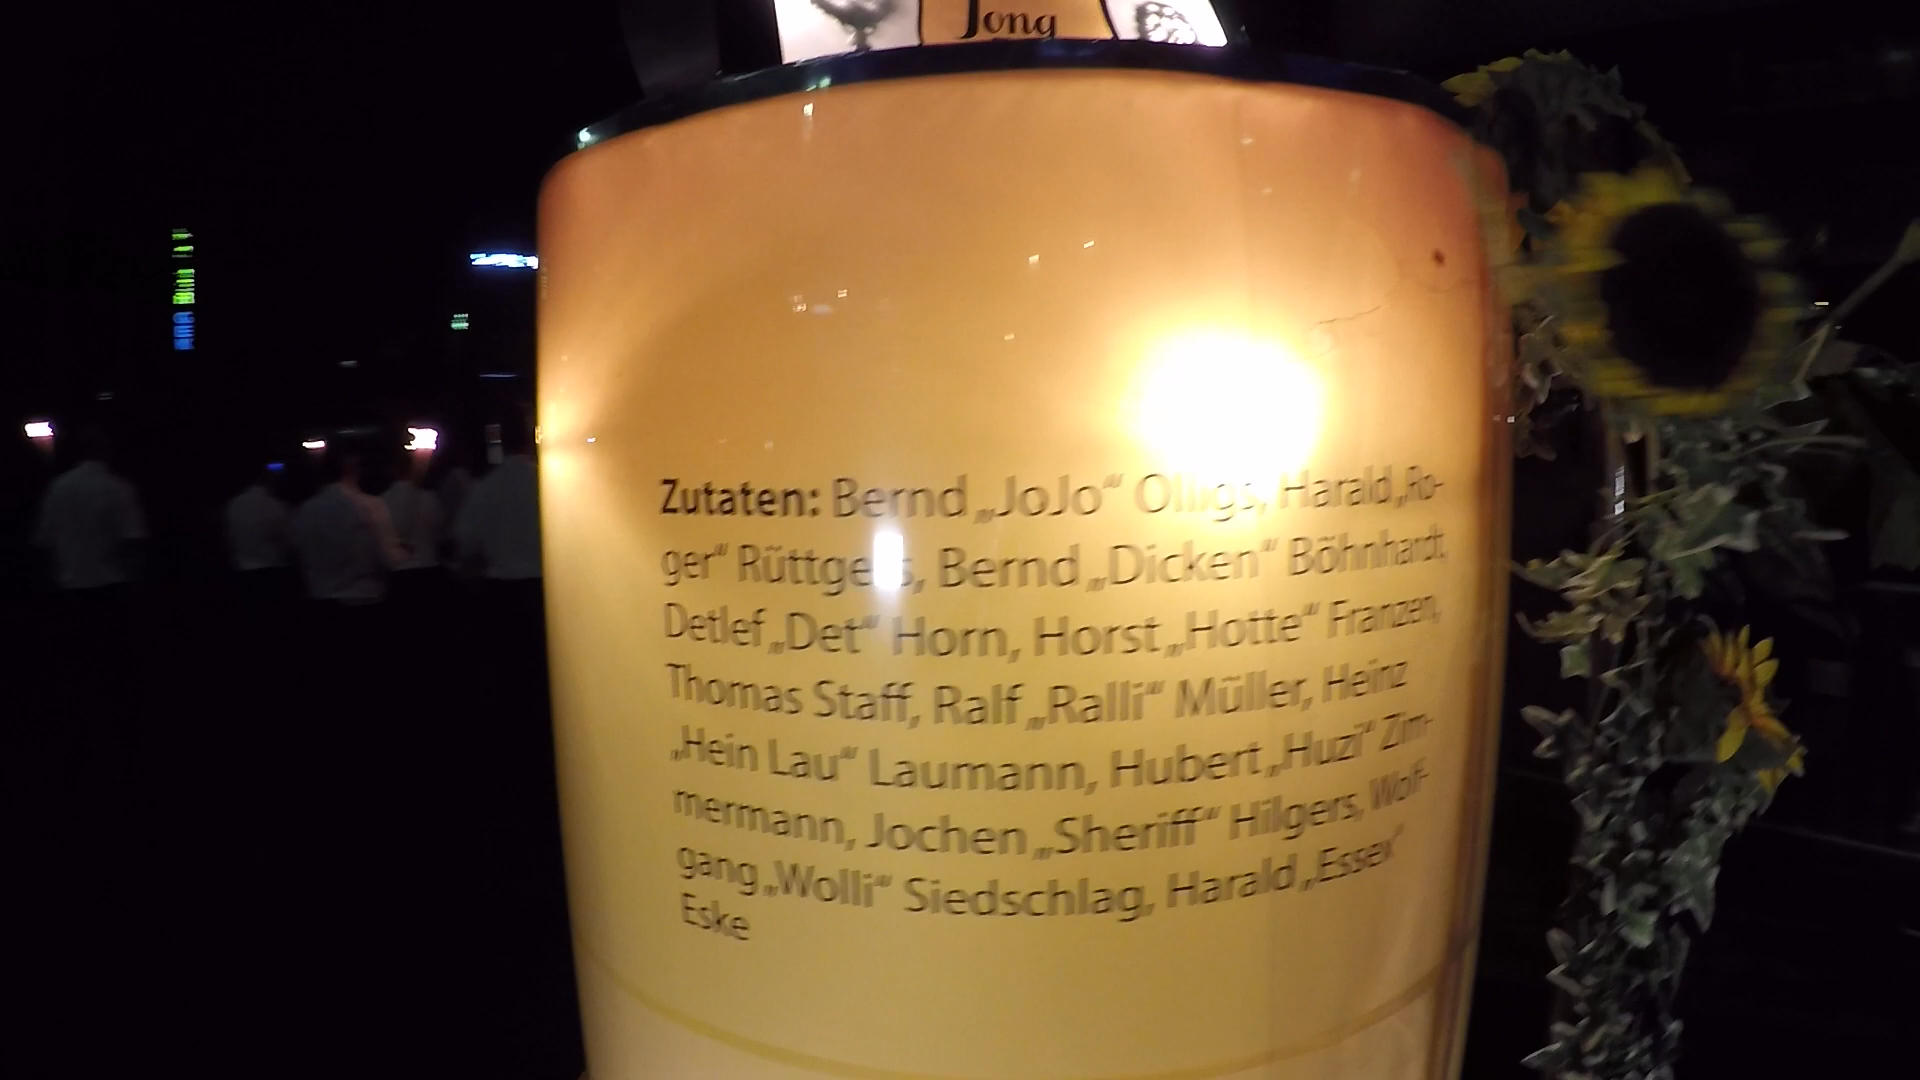 Jong
Zutaten: Bernd „JoJo“ Olligs, Harald „Ro-
ger“ Rüttgers, Bernd „Dicken“ Böhnhardt,
Detlef „Det“ Horn, Horst „Hotte“ Franzen,
Thomas Staff, Ralf „Ralli“ Müller, Heinz
„Hein Lau“ Laumann, Hubert „Huzi“ Zim-
mermann, Jochen „Sheriff“ Hilgers, Wolf-
gang „Wolli“ Siedschlag, Harald „Essex“
Eske